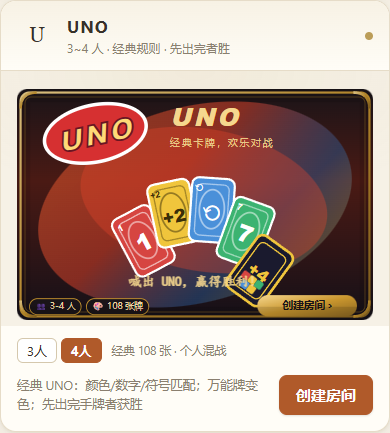 U
UNO
3~4 人 · 经典规则 · 先出完者胜
UNO
UNO
经典卡牌，欢乐对战
+2
+2
1
1
7
+4
喊出 UNO，赢得胜利
3-4 人
108 张牌
创建房间 ›
3人
4人
经典 108 张 · 个人混战
经典 UNO：颜色/数字/符号匹配；万能牌变
色；先出完手牌者获胜
创建房间